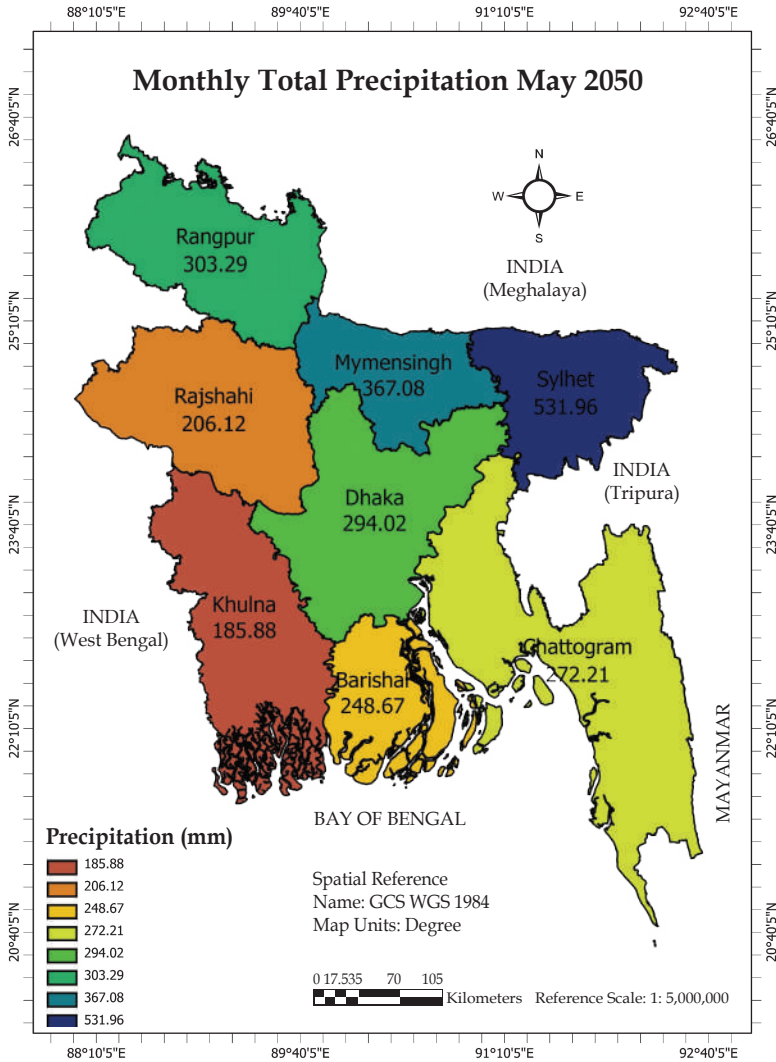 88°10'5"E 89°40'5"E 91°10'5"E 92°40'5"E
Monthly Total Precipitation May 2050
26°40'5"N 26°40'5"N
N
W E
S
Rangpur
303.29
INDIA
(Meghalaya)
25°10'5"N 25°10'5"N
Mymensingh
367.08
Sylhet
531.96
Rajshahi
206.12
INDIA
(Tripura)
Dhaka
294.02
23°40'5"N 23°40'5"N
Khulna
185.88
INDIA
(West Bengal)
Chattogram
272.21
Barishal
248.67
22°10'5"N 22°10'5"N
MAYANMAR
BAY OF BENGAL
Precipitation (mm)
185.88
206.12
248.67
272.21
294.02
303.29
367.08
531.96
Spatial Reference
Name: GCS WGS 1984
Map Units: Degree
20°40'5"N 20°40'5"N
0 17.535 70 105
Kilometers Reference Scale: 1: 5,000,000
88°10'5"E 89°40'5"E 91°10'5"E 92°40'5"E